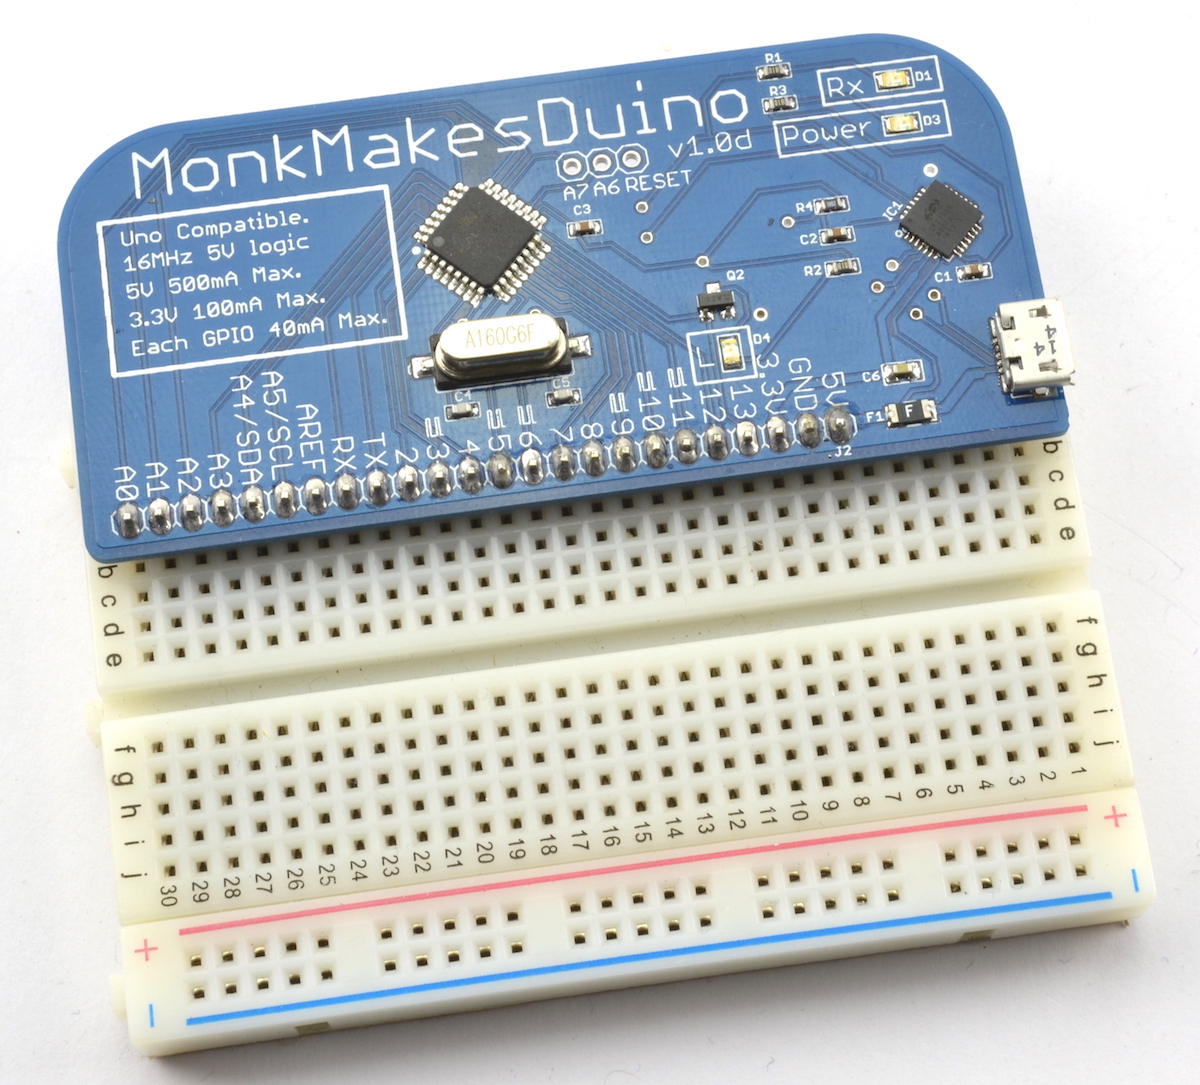 MonkMakesDuino
v1.0d
R1
R3
Rx
D1
Power
D3
A7 A6 RESET
Uno Compatible.
16MHz 5V logic
5V 500mA Max.
3.3V 100mA Max.
Each GPIO 40mA Max.
C3
R4
C2
R2
IC1
C1
Q2
A160G6F
L
D4
C4
C5
C6
F1
F
14
J2
A0
A1
A2
A3
A4/SDA
A5/SCL
AREF
RX
TX
2
3
4
5
6
7
8
9
10
11
12
13
3.3V
GND
5V
b
c
d
e
b
c
d
e
f
g
h
i
j
f
g
h
i
j
30 29 28 27 26 25 24 23 22 21 20 19 18 17 16 15 14 13 12 11 10 9 8 7 6 5 4 3 2 1
+ +
- -